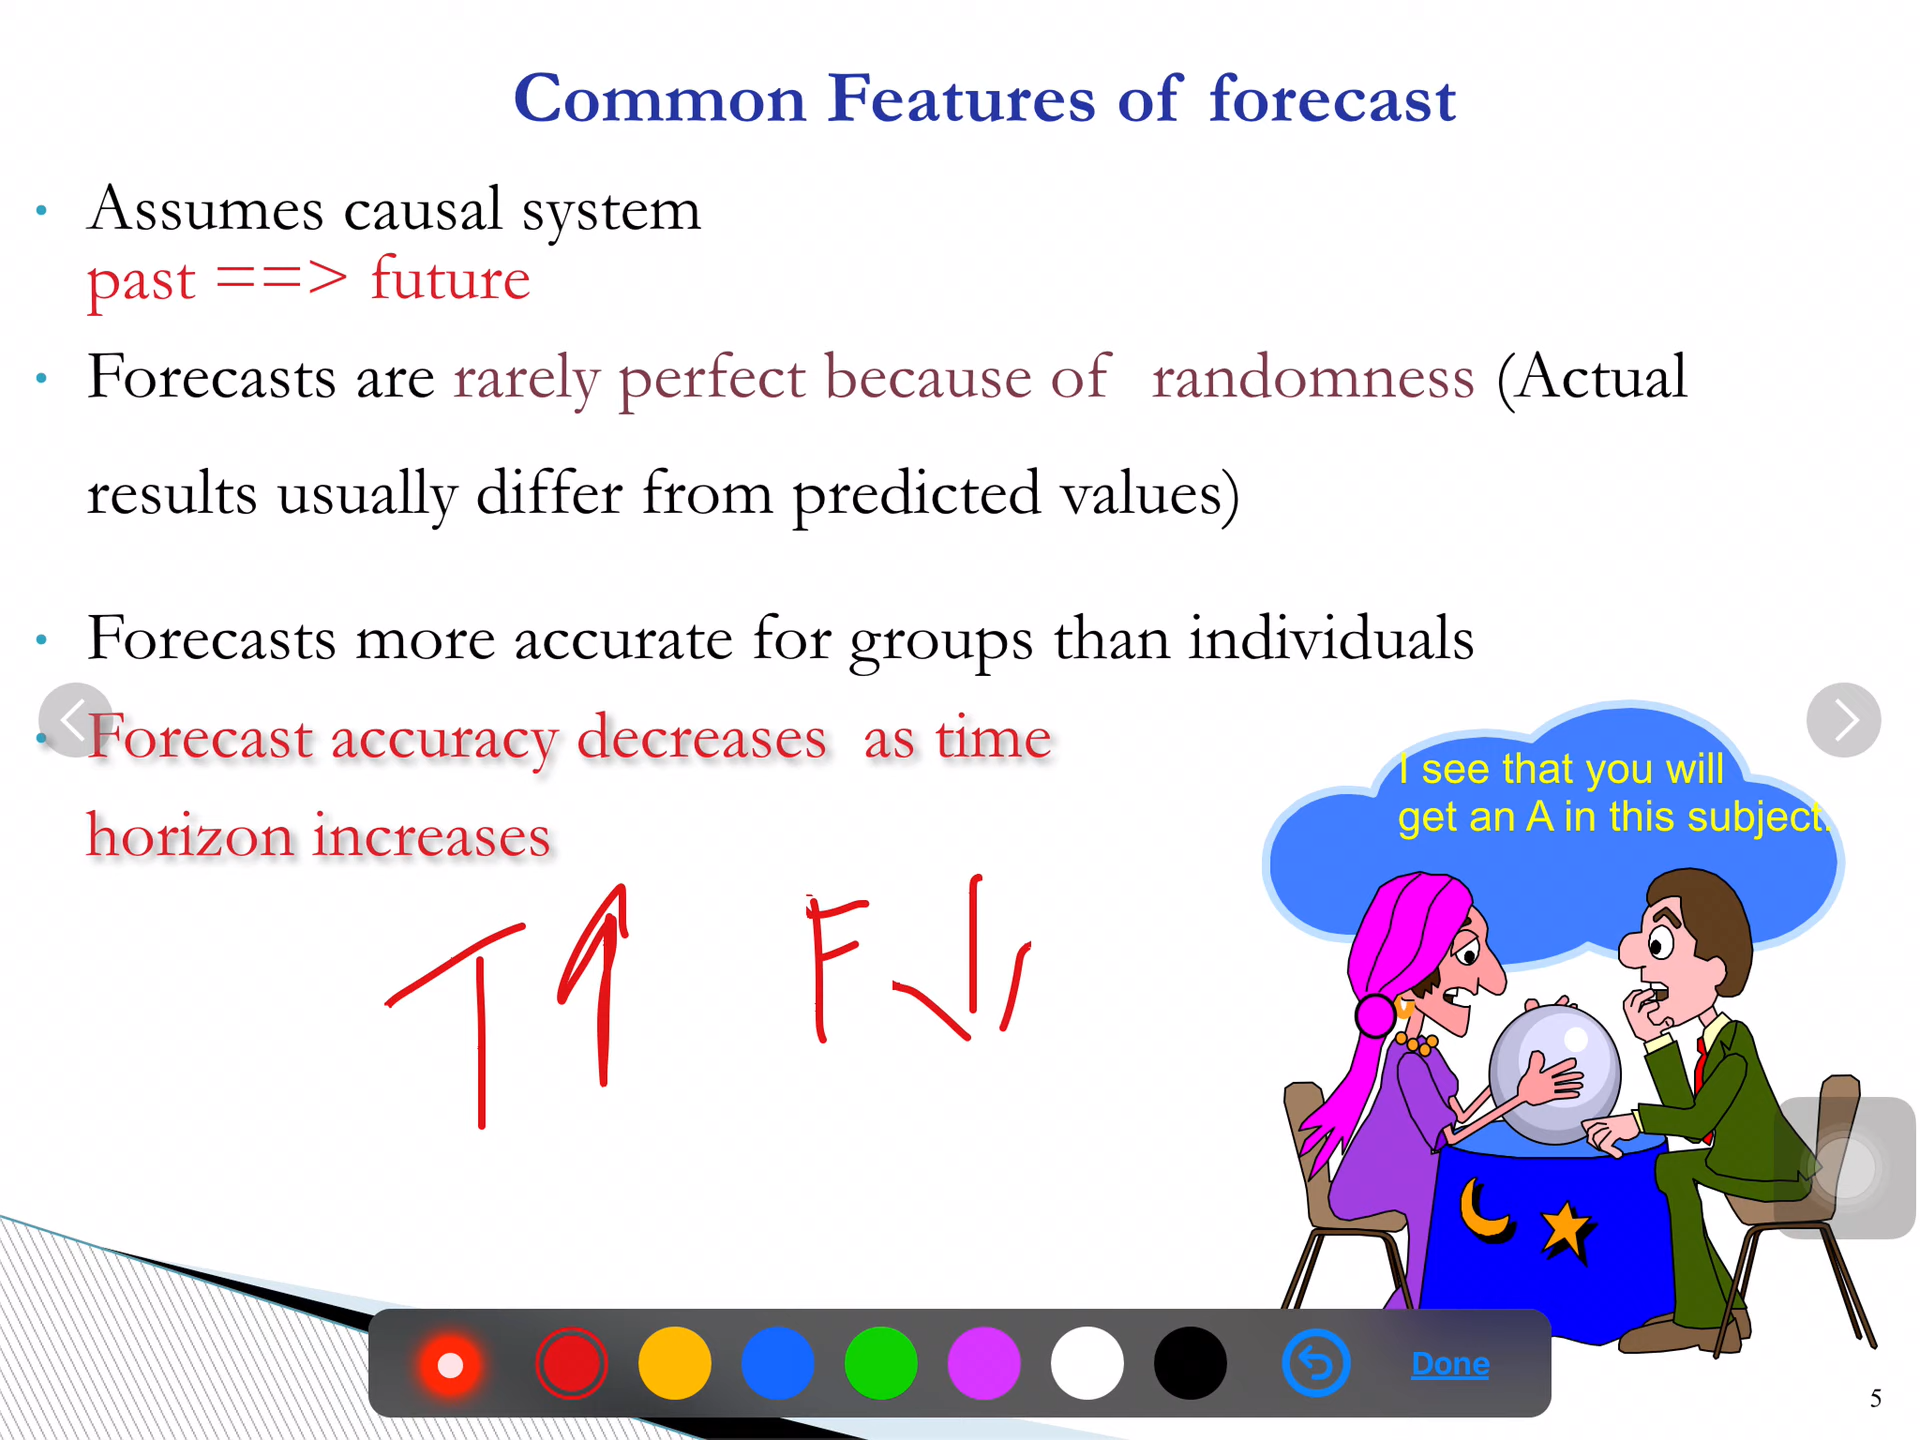 Common Features of forecast
• Assumes causal system
past ==> future
• Forecasts are rarely perfect because of randomness (Actual
results usually differ from predicted values)
• Forecasts more accurate for groups than individuals
• Forecast accuracy decreases as time
horizon increases
I see that you will
get an A in this subject.
T ↑ F ↓
Done
5